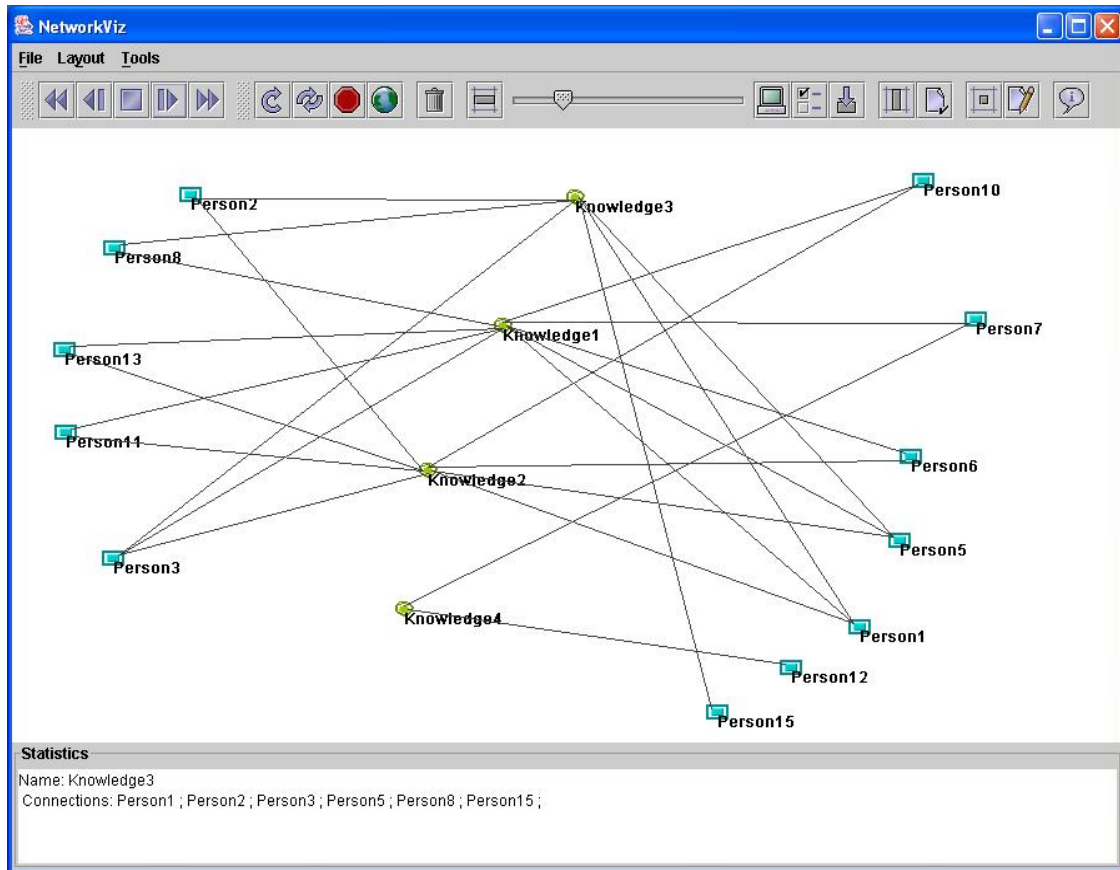 NetworkViz
File Layout Tools
Person10
Person2
Knowledge3
Person8
Person7
Knowledge1
Person13
Person11
Person6
Knowledge2
Person5
Person3
Knowledge4
Person1
Person12
Person15
Statistics
Name: Knowledge3
Connections: Person1 ; Person2 ; Person3 ; Person5 ; Person8 ; Person15 ;